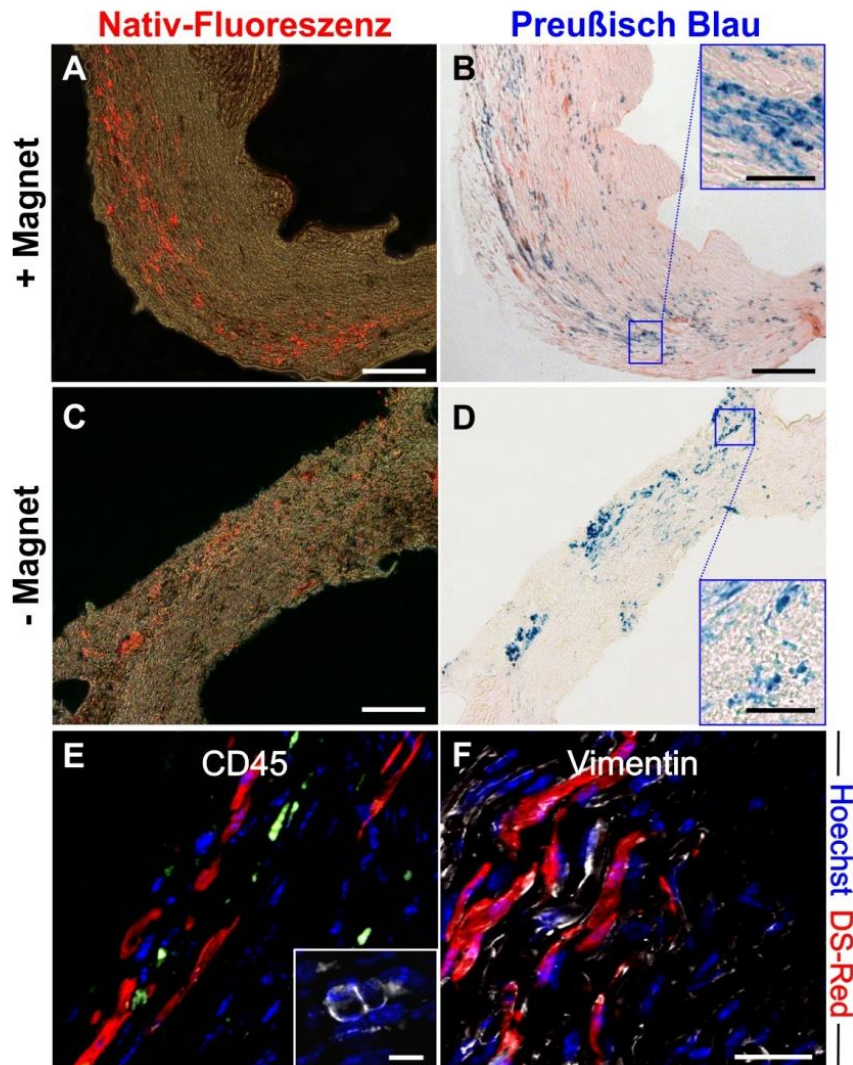 Nativ-Fluoreszenz
Preußisch Blau
+ Magnet
A
B
- Magnet
C
D
E
CD45
F
Vimentin
Hoechst DS-Red